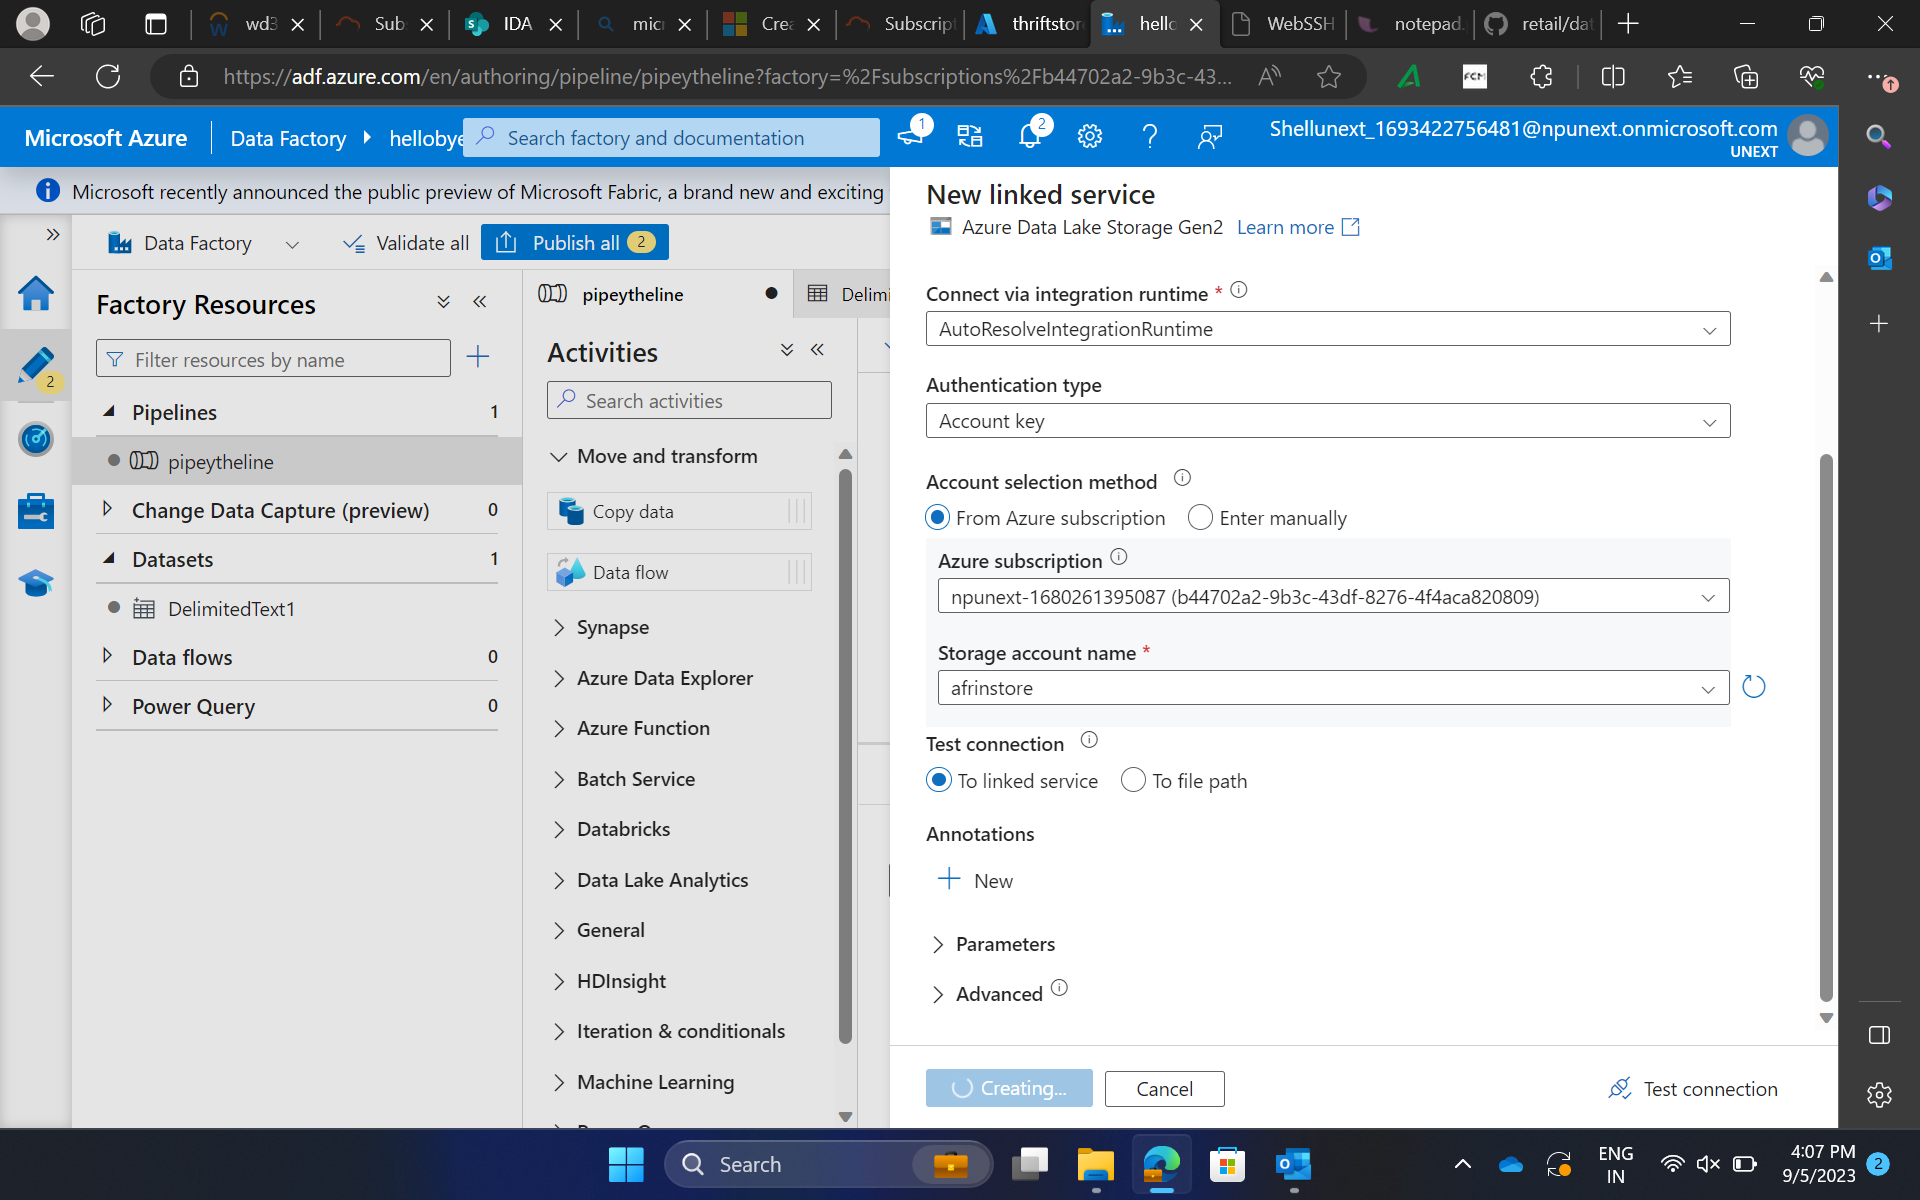 wd3
Sub
IDA
micr
Crea
Subscript
thriftstor
hello
WebSSH
notepad.
retail/dat
https://adf.azure.com/en/authoring/pipeline/pipeytheline?factory=%2Fsubscriptions%2Fb44702a2-9b3c-43...
FCM
Microsoft Azure
Data Factory
hellobye
Search factory and documentation
1
2
Shellunext_1693422756481@npunext.onmicrosoft.com
UNEXT
Microsoft recently announced the public preview of Microsoft Fabric, a brand new and exciting
Data Factory
Validate all
Publish all 2
Factory Resources
Filter resources by name
2
Pipelines 1
pipeytheline
Change Data Capture (preview) 0
Datasets 1
DelimitedText1
Data flows 0
Power Query 0
pipeytheline
Delimi
Activities
Search activities
Move and transform
Copy data
Data flow
Synapse
Azure Data Explorer
Azure Function
Batch Service
Databricks
Data Lake Analytics
General
HDInsight
Iteration & conditionals
Machine Learning
New linked service
Azure Data Lake Storage Gen2 Learn more
Connect via integration runtime *
AutoResolveIntegrationRuntime
Authentication type
Account key
Account selection method
From Azure subscription Enter manually
Azure subscription
npunext-1680261395087 (b44702a2-9b3c-43df-8276-4f4aca820809)
Storage account name *
afrinstore
Test connection
To linked service To file path
Annotations
New
Parameters
Advanced
Creating... Cancel Test connection
Search
ENG
IN
4:07 PM
9/5/2023
2